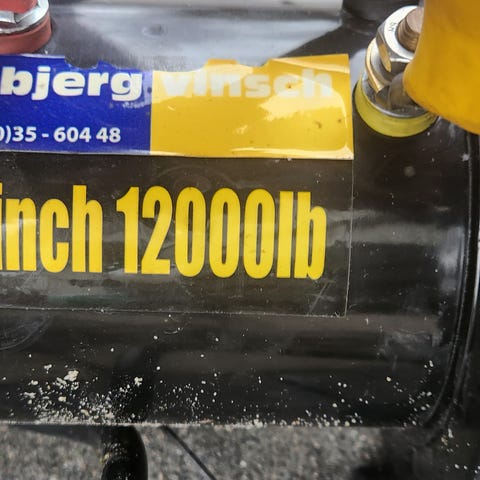 bjerg vinsch
)35 - 604 48
inch 12000lb